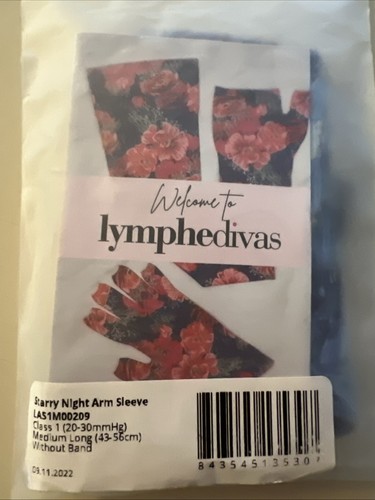 Welcome to
lymphedivas
Starry Night Arm Sleeve
LAS1M00209
Class 1 (20-30mmHg)
Medium Long (43-56cm)
Without Band
09.11.2022